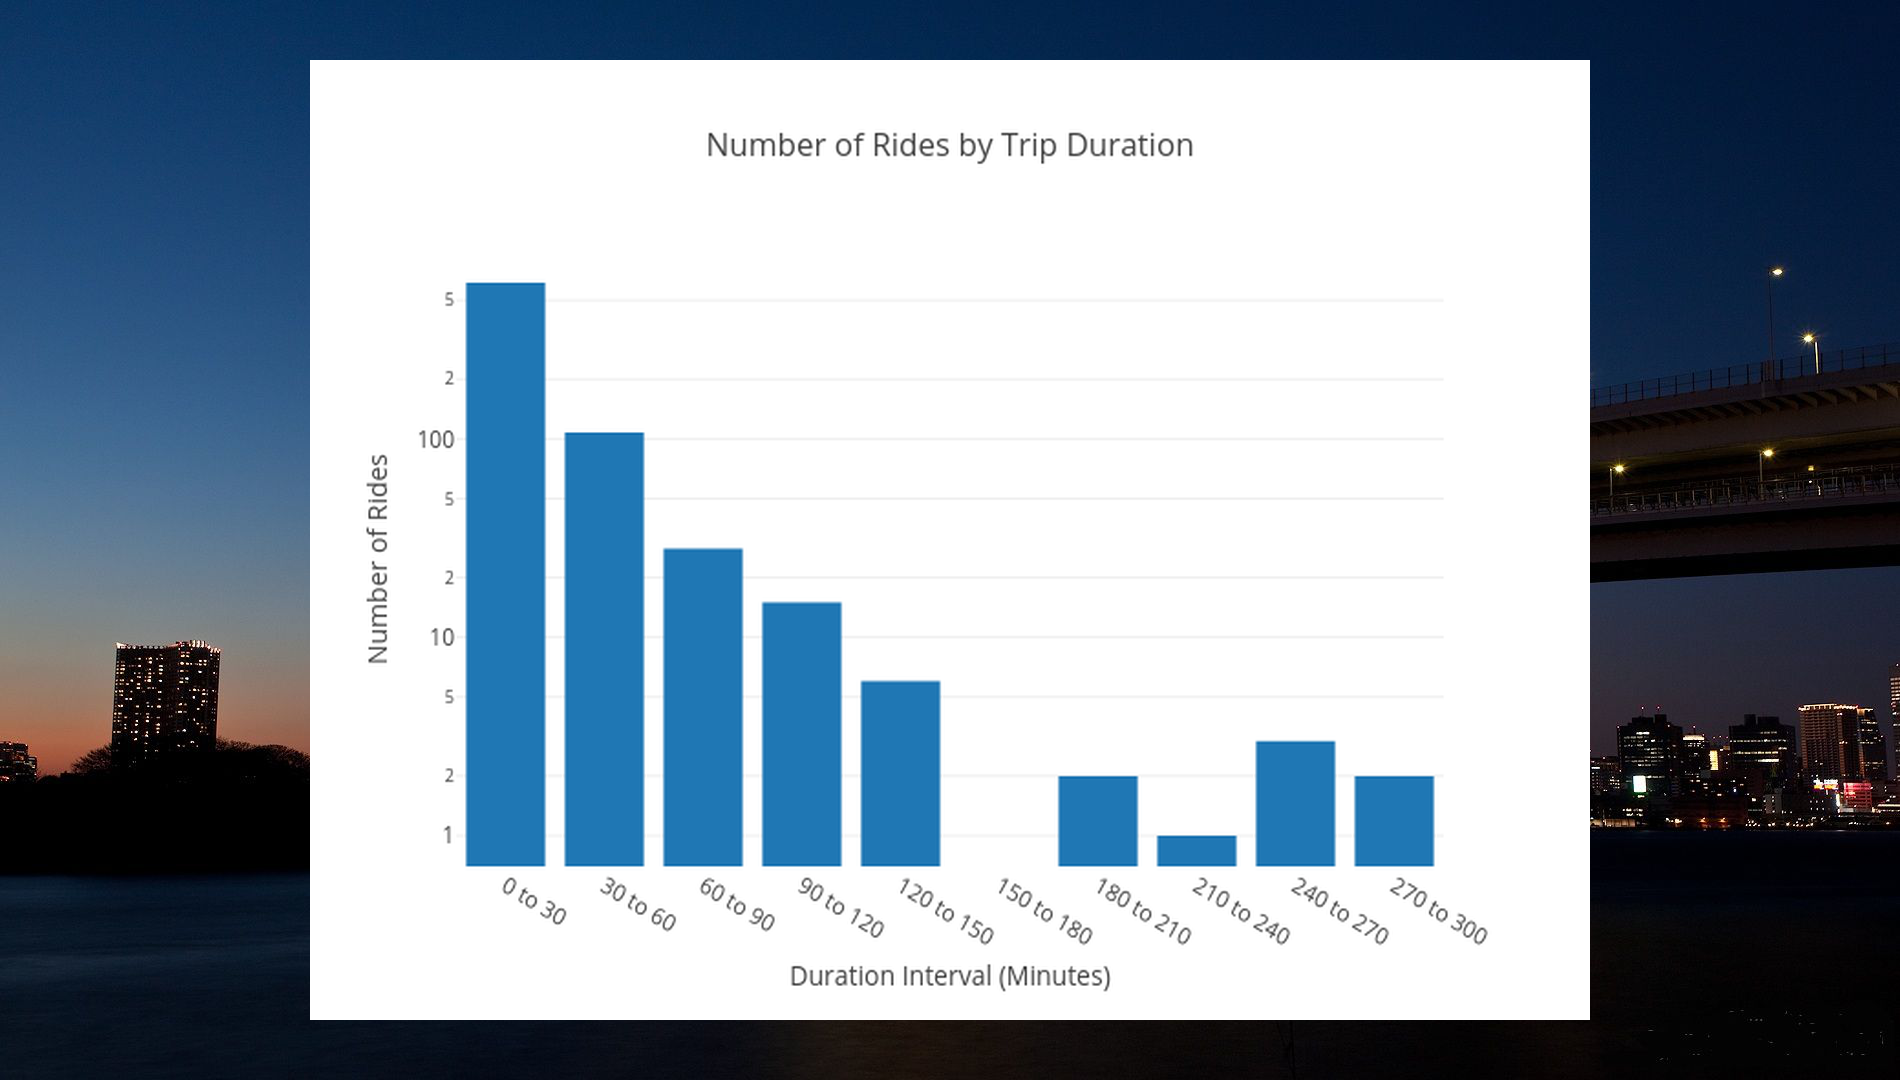 Number of Rides by Trip Duration
Number of Rides
5
2
100
5
2
10
5
2
1
0 to 30
30 to 60
60 to 90
90 to 120
120 to 150
150 to 180
180 to 210
210 to 240
240 to 270
270 to 300
Duration Interval (Minutes)